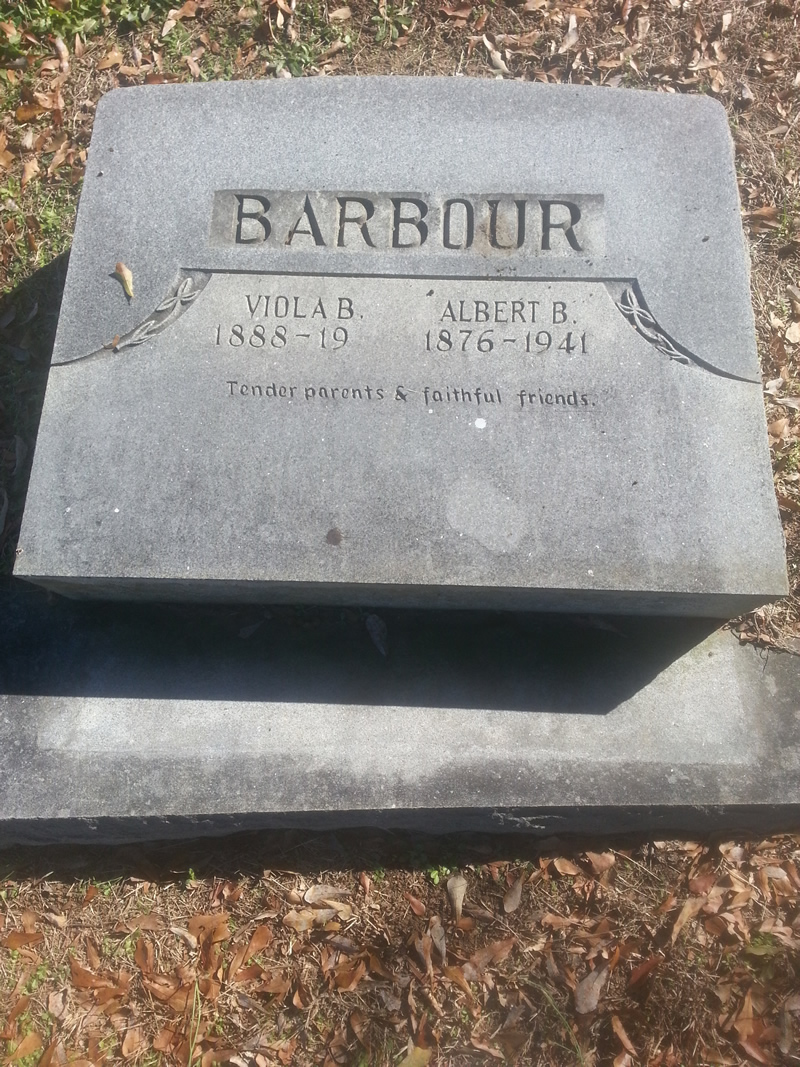 BARBOUR
VIOLA B. ALBERT B.
1888-19 1876-1941
Tender parents & faithful friends.